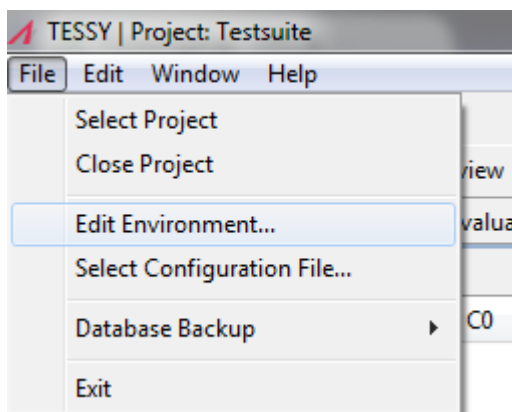 TESSY | Project: Testsuite
File Edit Window Help
Select Project
Close Project
view
Edit Environment...
Select Configuration File...
Database Backup
C0
Exit